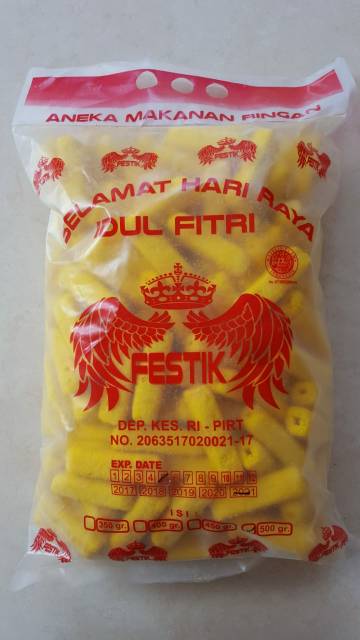 ANEKA MAKANAN RINGAN
FESTIK
FESTIK
SELAMAT HARI RAYA
IDUL FITRI
FESTIK
DEP. KES. RI - PIRT
NO. 2063517020021-17
EXP. DATE
1 2 3 4 6 7 8 9 10 11 12
2017 2018 2019 2020 2021
ISI
350 gr. 400 gr. 450 gr. 500 gr.
FESTIK
FESTIK